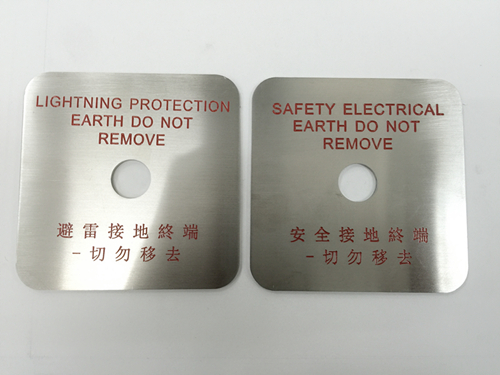 LIGHTNING PROTECTION
EARTH DO NOT
REMOVE
避雷接地終端
-切勿移去
SAFETY ELECTRICAL
EARTH DO NOT
REMOVE
安全接地終端
-切勿移去